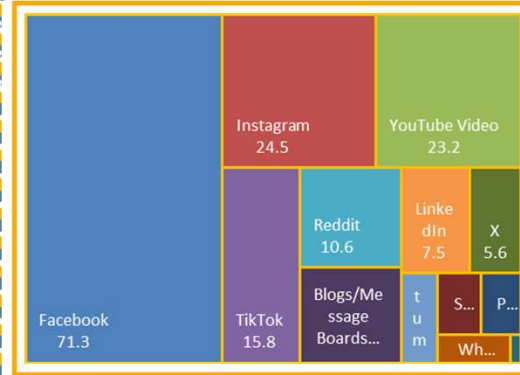 Facebook
71.3
Instagram
24.5
YouTube Video
23.2
TikTok
15.8
Reddit
10.6
Linke
dIn
7.5
X
5.6
Blogs/Me
ssage
Boards...
t
u
m
S...
P...
Wh...